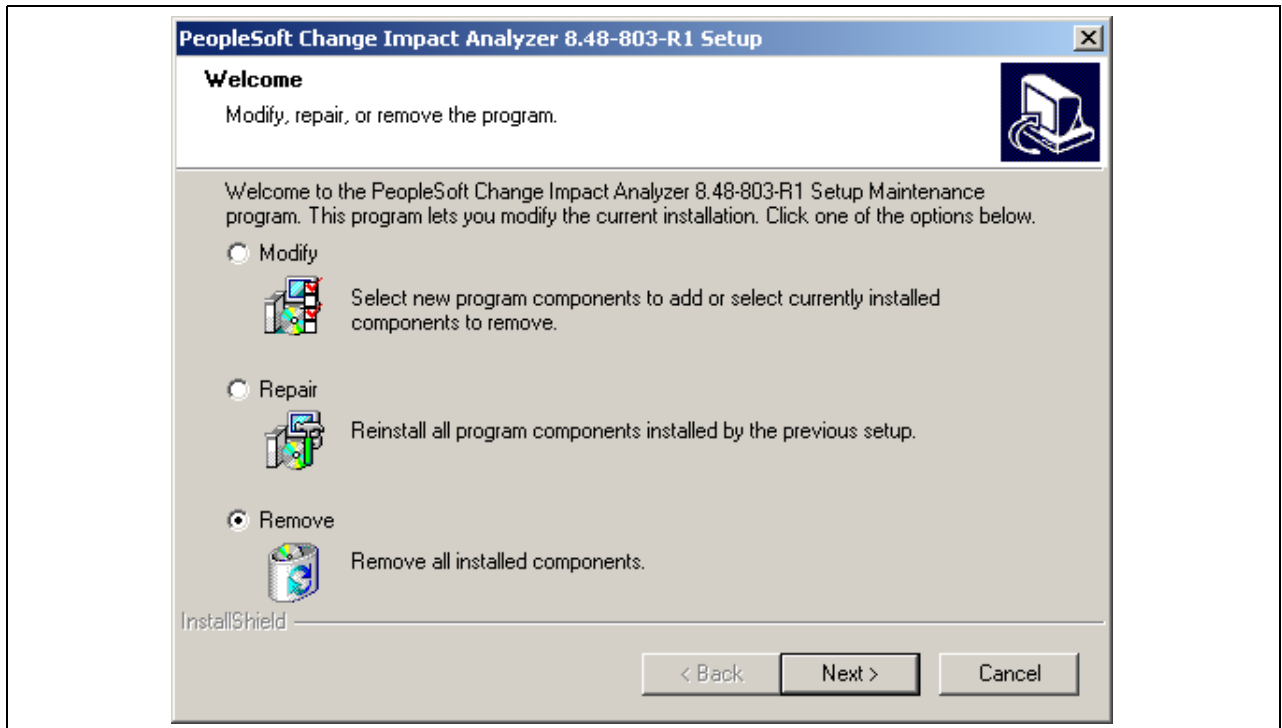 PeopleSoft Change Impact Analyzer 8.48-803-R1 Setup
Welcome
Modify, repair, or remove the program.
Welcome to the PeopleSoft Change Impact Analyzer 8.48-803-R1 Setup Maintenance
program. This program lets you modify the current installation. Click one of the options below.
Modify
Select new program components to add or select currently installed
components to remove.
Repair
Reinstall all program components installed by the previous setup.
Remove
Remove all installed components.
InstallShield
< Back
Next >
Cancel